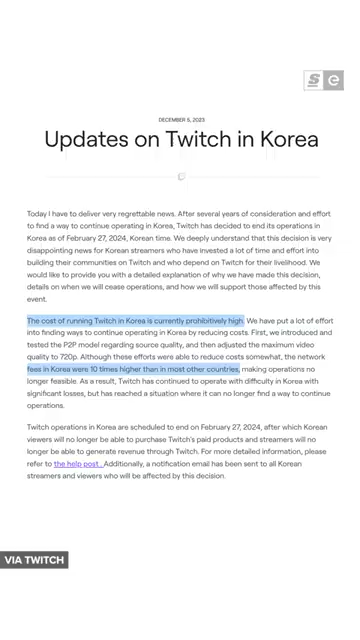 S e
DECEMBER 5, 2023
Updates on Twitch in Korea
Today I have to deliver very regrettable news. After several years of consideration and effort
to find a way to continue operating in Korea, Twitch has decided to end its operations in
Korea as of February 27, 2024, Korean time. We deeply understand that this decision is very
disappointing news for Korean streamers who have invested a lot of time and effort into
building their communities on Twitch and who depend on Twitch for their livelihood. We
would like to provide you with a detailed explanation of why we have made this decision,
details on when we will cease operations, and how we will support those affected by this
event.
The cost of running Twitch in Korea is currently prohibitively high. We have put a lot of effort
into finding ways to continue operating in Korea by reducing costs. First, we introduced and
tested the P2P model regarding source quality, and then adjusted the maximum video
quality to 720p. Although these efforts were able to reduce costs somewhat, the network
fees in Korea were 10 times higher than in most other countries, making operations no
longer feasible. As a result, Twitch has continued to operate with difficulty in Korea with
significant losses, but has reached a situation where it can no longer find a way to continue
operations.
Twitch operations in Korea are scheduled to end on February 27, 2024, after which Korean
viewers will no longer be able to purchase Twitch's paid products and streamers will no
longer be able to generate revenue through Twitch. For more detailed information, please
refer to the help post. Additionally, a notification email has been sent to all Korean
streamers and viewers who will be affected by this decision.
VIA TWITCH